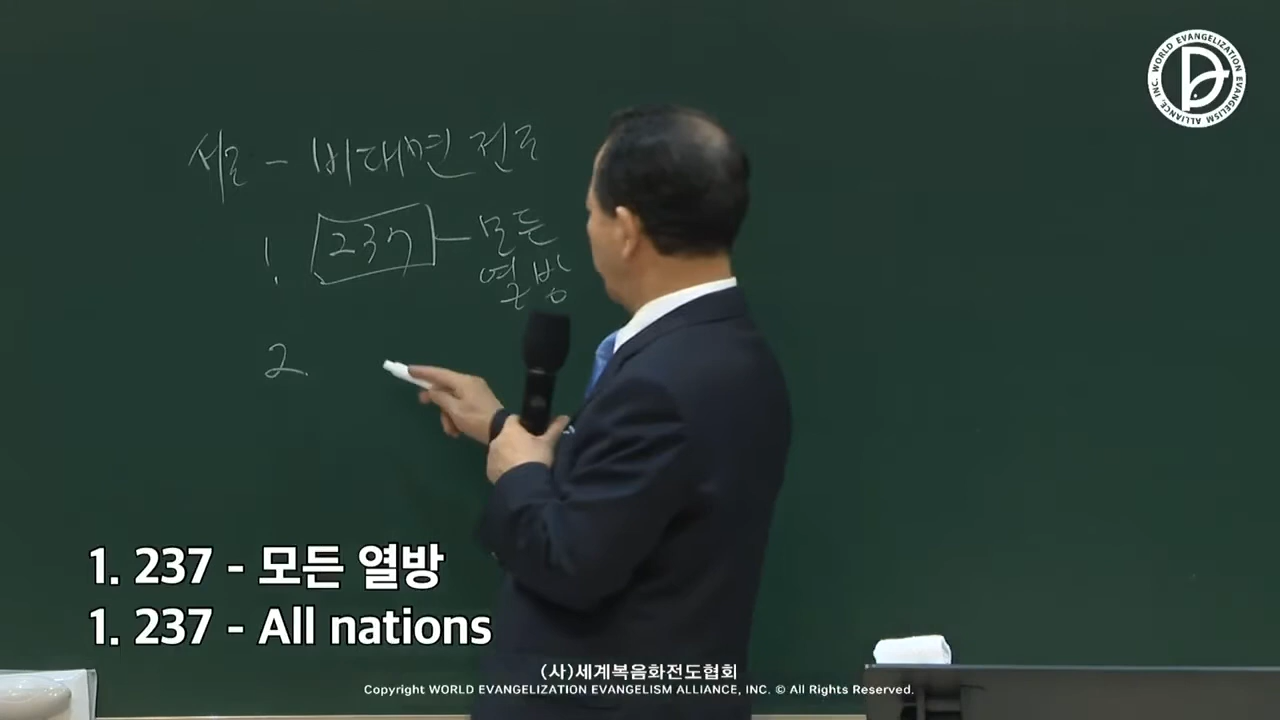 WORLD EVANGELIZATION EVANGELISM ALLIANCE, INC.
서론 - 비대면 전도
1. 237 - 모든
열방
2.
1. 237 - 모든 열방
1. 237 - All nations
(사)세계복음화전도협회
Copyright WORLD EVANGELIZATION EVANGELISM ALLIANCE, INC. © All Rights Reserved.